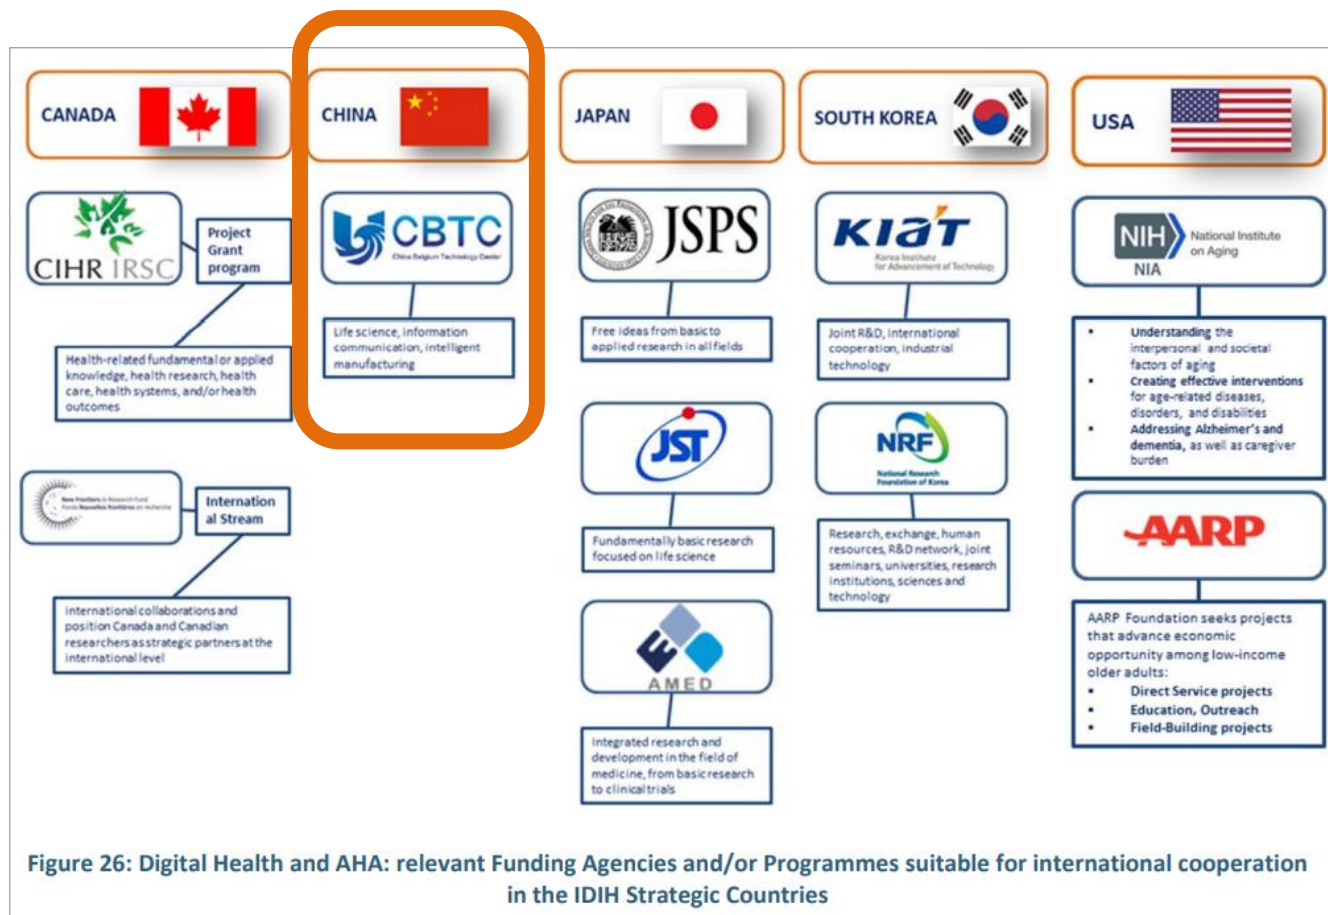 CANADA
CIHR IRSC
Project
Grant
program
Health-related fundamental or applied
knowledge, health research, health
care, health systems, and/or health
outcomes
New Frontiers in Research Fund
Fonds Nouvelles frontières en recherche
Internation
al Stream
international collaborations and
position Canada and Canadian
researchers as strategic partners at the
international level
CHINA
CBTC
China Belgium Technology Center
Life science, information
communication, intelligent
manufacturing
JAPAN
JSPS
Free ideas from basic to
applied research in all fields
JST
Fundamentally basic research
focused on life science
AMED
Integrated research and
development in the field of
medicine, from basic research
to clinical trials
SOUTH KOREA
KIAT
Korea Institute
for Advancement of Technology
Joint R&D, international
cooperation, industrial
technology
NRF
National Research
Foundation of Korea
Research, exchange, human
resources, R&D network, joint
seminars, universities, research
institutions, sciences and
technology
USA
NIH National Institute
on Aging
NIA
▪ Understanding the
interpersonal and societal
factors of aging
▪ Creating effective interventions
for age-related diseases,
disorders, and disabilities
▪ Addressing Alzheimer's and
dementia, as well as caregiver
burden
AARP
AARP Foundation seeks projects
that advance economic
opportunity among low-income
older adults:
▪ Direct Service projects
▪ Education, Outreach
▪ Field-Building projects
Figure 26: Digital Health and AHA: relevant Funding Agencies and/or Programmes suitable for international cooperation
in the IDIH Strategic Countries